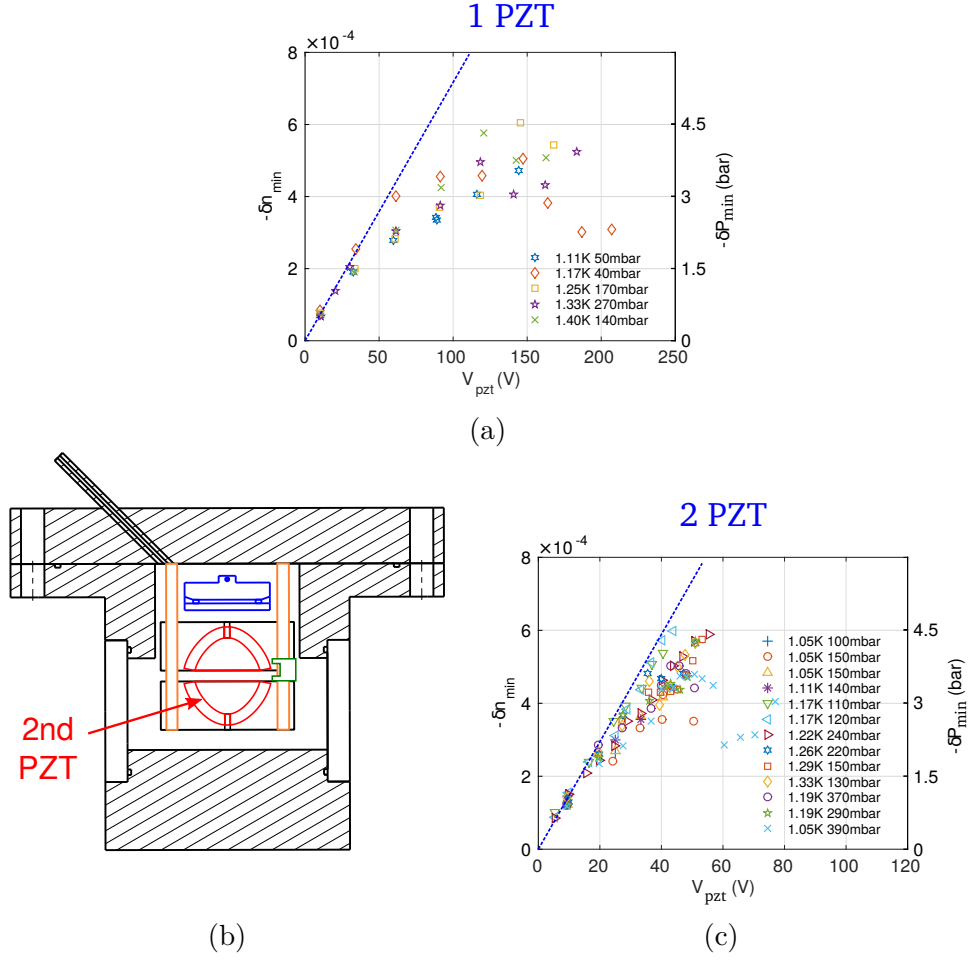 1 PZT
×10⁻⁴
8
6
4
2
0
-δn_min
4.5
3
1.5
0
-δP_min (bar)
1.11K 50mbar
1.17K 40mbar
1.25K 170mbar
1.33K 270mbar
1.40K 140mbar
0 50 100 150 200 250
V_pzt (V)
(a)
2nd
PZT
(b)
2 PZT
×10⁻⁴
8
6
4
2
0
-δn_min
4.5
3
1.5
0
-δP_min (bar)
1.05K 100mbar
1.05K 150mbar
1.05K 150mbar
1.11K 140mbar
1.17K 110mbar
1.17K 120mbar
1.22K 240mbar
1.26K 220mbar
1.29K 150mbar
1.33K 130mbar
1.19K 370mbar
1.19K 290mbar
1.05K 390mbar
0 20 40 60 80 100 120
V_pzt (V)
(c)